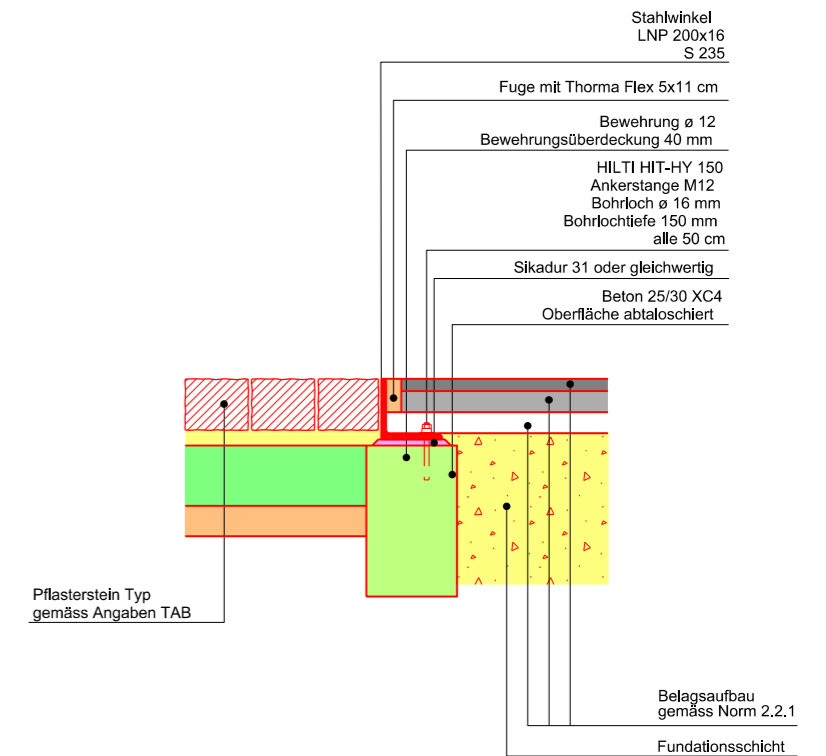 Stahlwinkel
LNP 200x16
S 235
Fuge mit Thorma Flex 5x11 cm
Bewehrung ø 12
Bewehrungsüberdeckung 40 mm
HILTI HIT-HY 150
Ankerstange M12
Bohrloch ø 16 mm
Bohrlochtiefe 150 mm
alle 50 cm
Sikadur 31 oder gleichwertig
Beton 25/30 XC4
Oberfläche abtaloschiert
Pflasterstein Typ
gemäss Angaben TAB
Belagsaufbau
gemäss Norm 2.2.1
Fundationsschicht